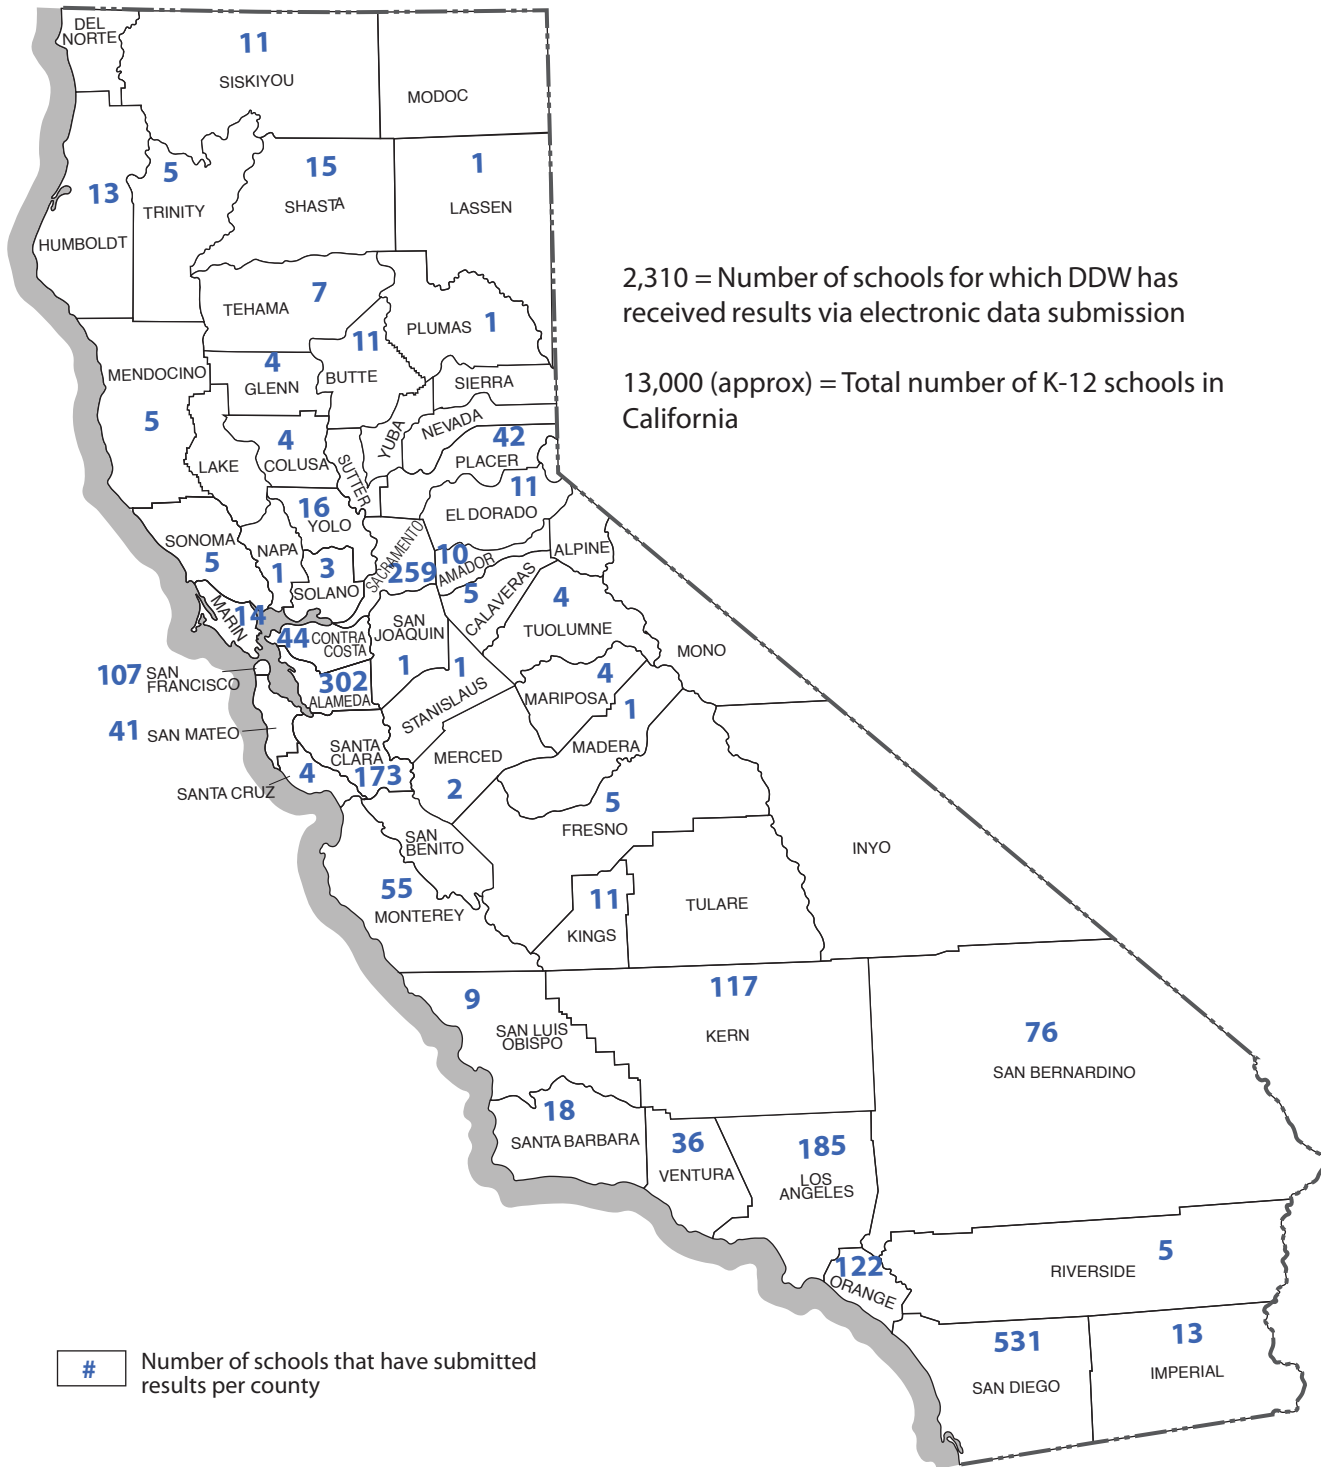 DEL
NORTE
11
SISKIYOU
MODOC
13
HUMBOLDT
5
TRINITY
15
SHASTA
1
LASSEN
2,310 = Number of schools for which DDW has
received results via electronic data submission
13,000 (approx) = Total number of K-12 schools in
California
TEHAMA
7
PLUMAS
1
MENDOCINO
5
4
GLENN
11
BUTTE
SIERRA
LAKE
4
COLUSA
SUTTER
YUBA
NEVADA
42
PLACER
11
EL DORADO
SONOMA
5
NAPA
1
16
YOLO
3
SOLANO
SACRAMENTO
259
10
AMADOR
ALPINE
MARIN
14
44
CONTRA
COSTA
SAN
JOAQUIN
1
5
CALAVERAS
4
TUOLUMNE
MONO
107
SAN
FRANCISCO
302
ALAMEDA
1
STANISLAUS
4
MARIPOSA
1
MADERA
41
SAN MATEO
SANTA
CLARA
173
MERCED
2
4
SANTA CRUZ
5
FRESNO
SAN
BENITO
INYO
55
MONTEREY
11
KINGS
TULARE
9
SAN LUIS
OBISPO
117
KERN
76
SAN BERNARDINO
18
SANTA BARBARA
36
VENTURA
185
LOS
ANGELES
122
ORANGE
5
RIVERSIDE
531
SAN DIEGO
13
IMPERIAL
#
Number of schools that have submitted
results per county